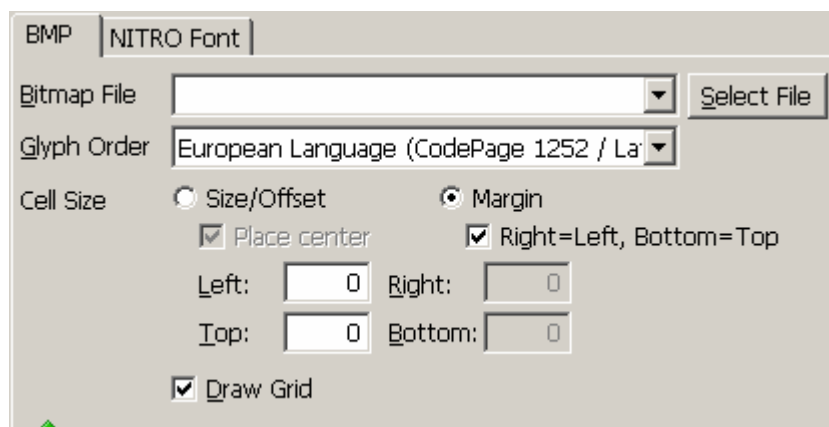 BMP NITRO Font
Bitmap File Select File
Glyph Order European Language (CodePage 1252 / La
Cell Size Size/Offset Margin
Place center Right=Left, Bottom=Top
Left: 0 Right: 0
Top: 0 Bottom: 0
Draw Grid